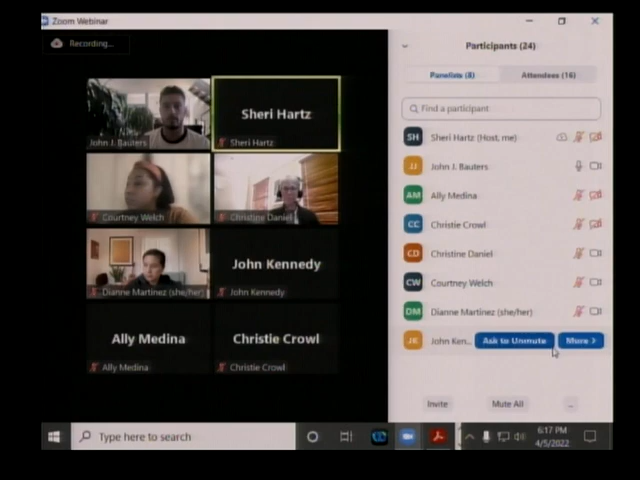 Zoom Webinar
Recording...
Participants (24)
Panelists (8)
Attendees (16)
Find a participant
John J. Bauters
Sheri Hartz
Sheri Hartz
Courtney Welch
Christine Daniel
Dianne Martinez (she/her)
John Kennedy
John Kennedy
Ally Medina
Ally Medina
Christie Crowl
Christie Crowl
SH Sheri Hartz (Host, me)
JJ John J. Bauters
AM Ally Medina
CC Christie Crowl
CD Christine Daniel
CW Courtney Welch
DM Dianne Martinez (she/her)
JK John Ken... Ask to Unmute More >
Invite Mute All ...
Type here to search
6:17 PM
4/5/2022